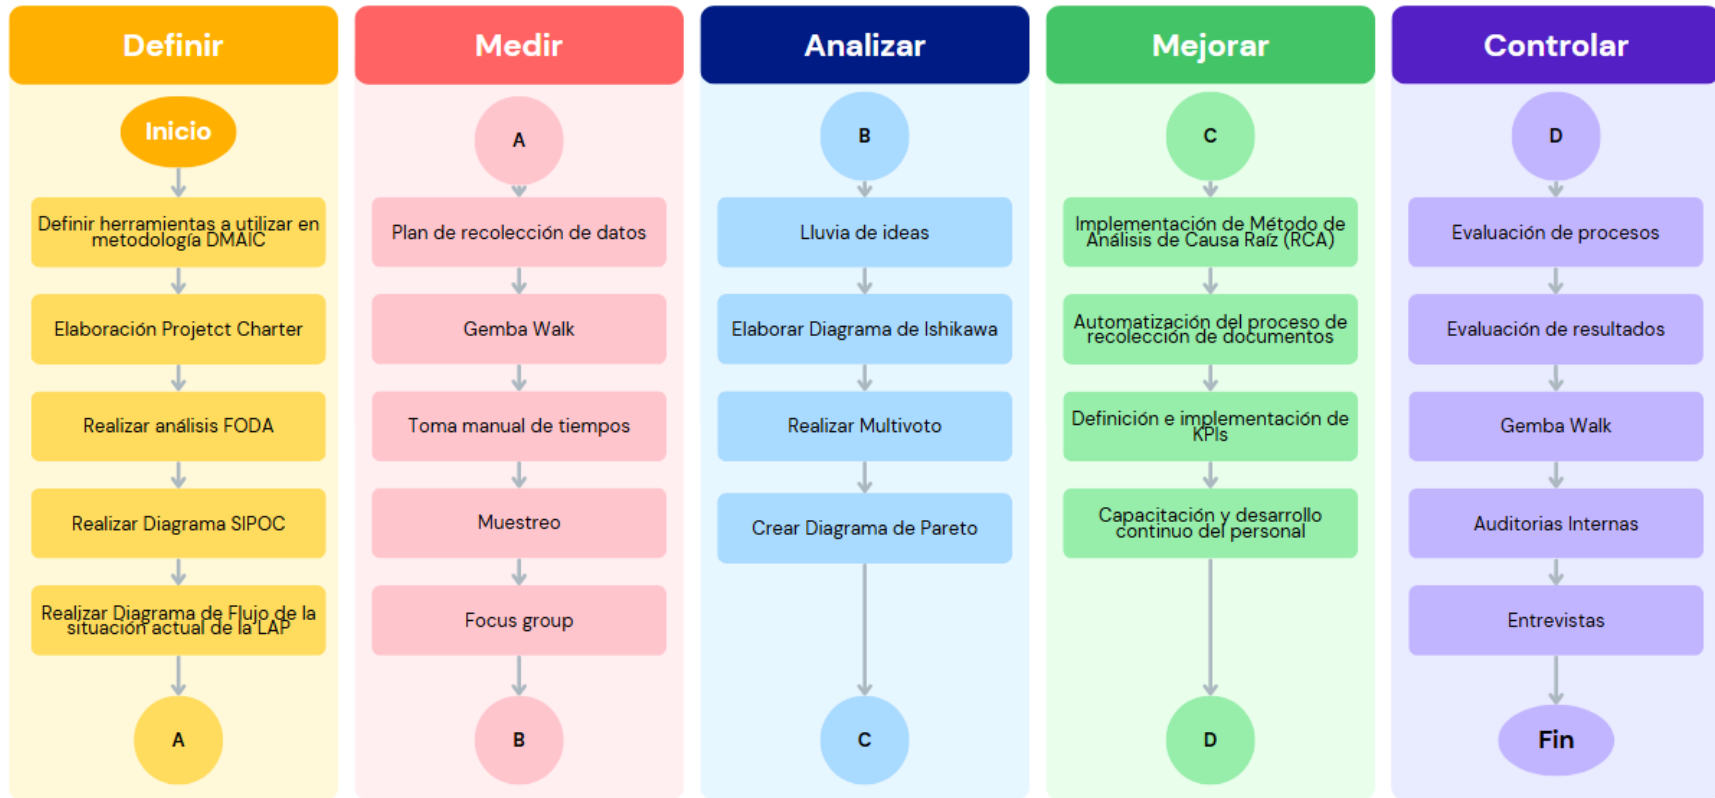 Definir
Inicio
Definir herramientas a utilizar en
metodología DMAIC
Elaboración Projetct Charter
Realizar análisis FODA
Realizar Diagrama SIPOC
Realizar Diagrama de Flujo de la
situación actual de la LAP
A
Medir
A
Plan de recolección de datos
Gemba Walk
Toma manual de tiempos
Muestreo
Focus group
B
Analizar
B
Lluvia de ideas
Elaborar Diagrama de Ishikawa
Realizar Multivoto
Crear Diagrama de Pareto
C
Mejorar
C
Implementación de Método de
Análisis de Causa Raíz (RCA)
Automatización del proceso de
recolección de documentos
Definición e implementación de
KPIs
Capacitación y desarrollo
continuo del personal
D
Controlar
D
Evaluación de procesos
Evaluación de resultados
Gemba Walk
Auditorias Internas
Entrevistas
Fin